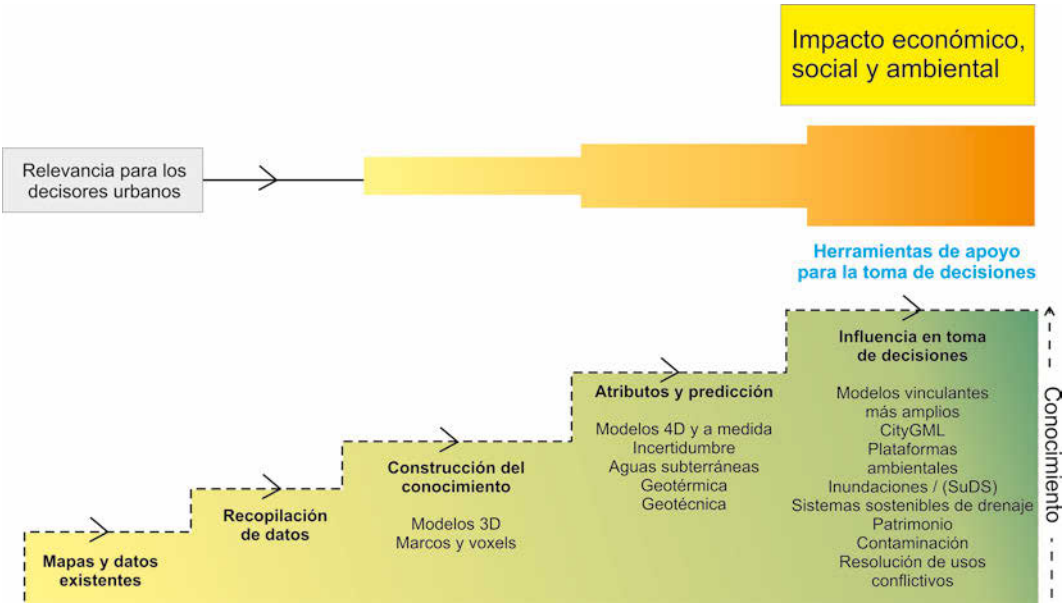 Impacto económico,
social y ambiental
Relevancia para los
decisores urbanos
Herramientas de apoyo
para la toma de decisiones
Mapas y datos
existentes
Recopilación
de datos
Construcción del
conocimiento
Modelos 3D
Marcos y voxels
Atributos y predicción
Modelos 4D y a medida
Incertidumbre
Aguas subterráneas
Geotérmica
Geotécnica
Influencia en toma
de decisiones
Modelos vinculantes
más amplios
CityGML
Plataformas
ambientales
Inundaciones / (SuDS)
Sistemas sostenibles de drenaje
Patrimonio
Contaminación
Resolución de usos
conflictivos
Conocimiento